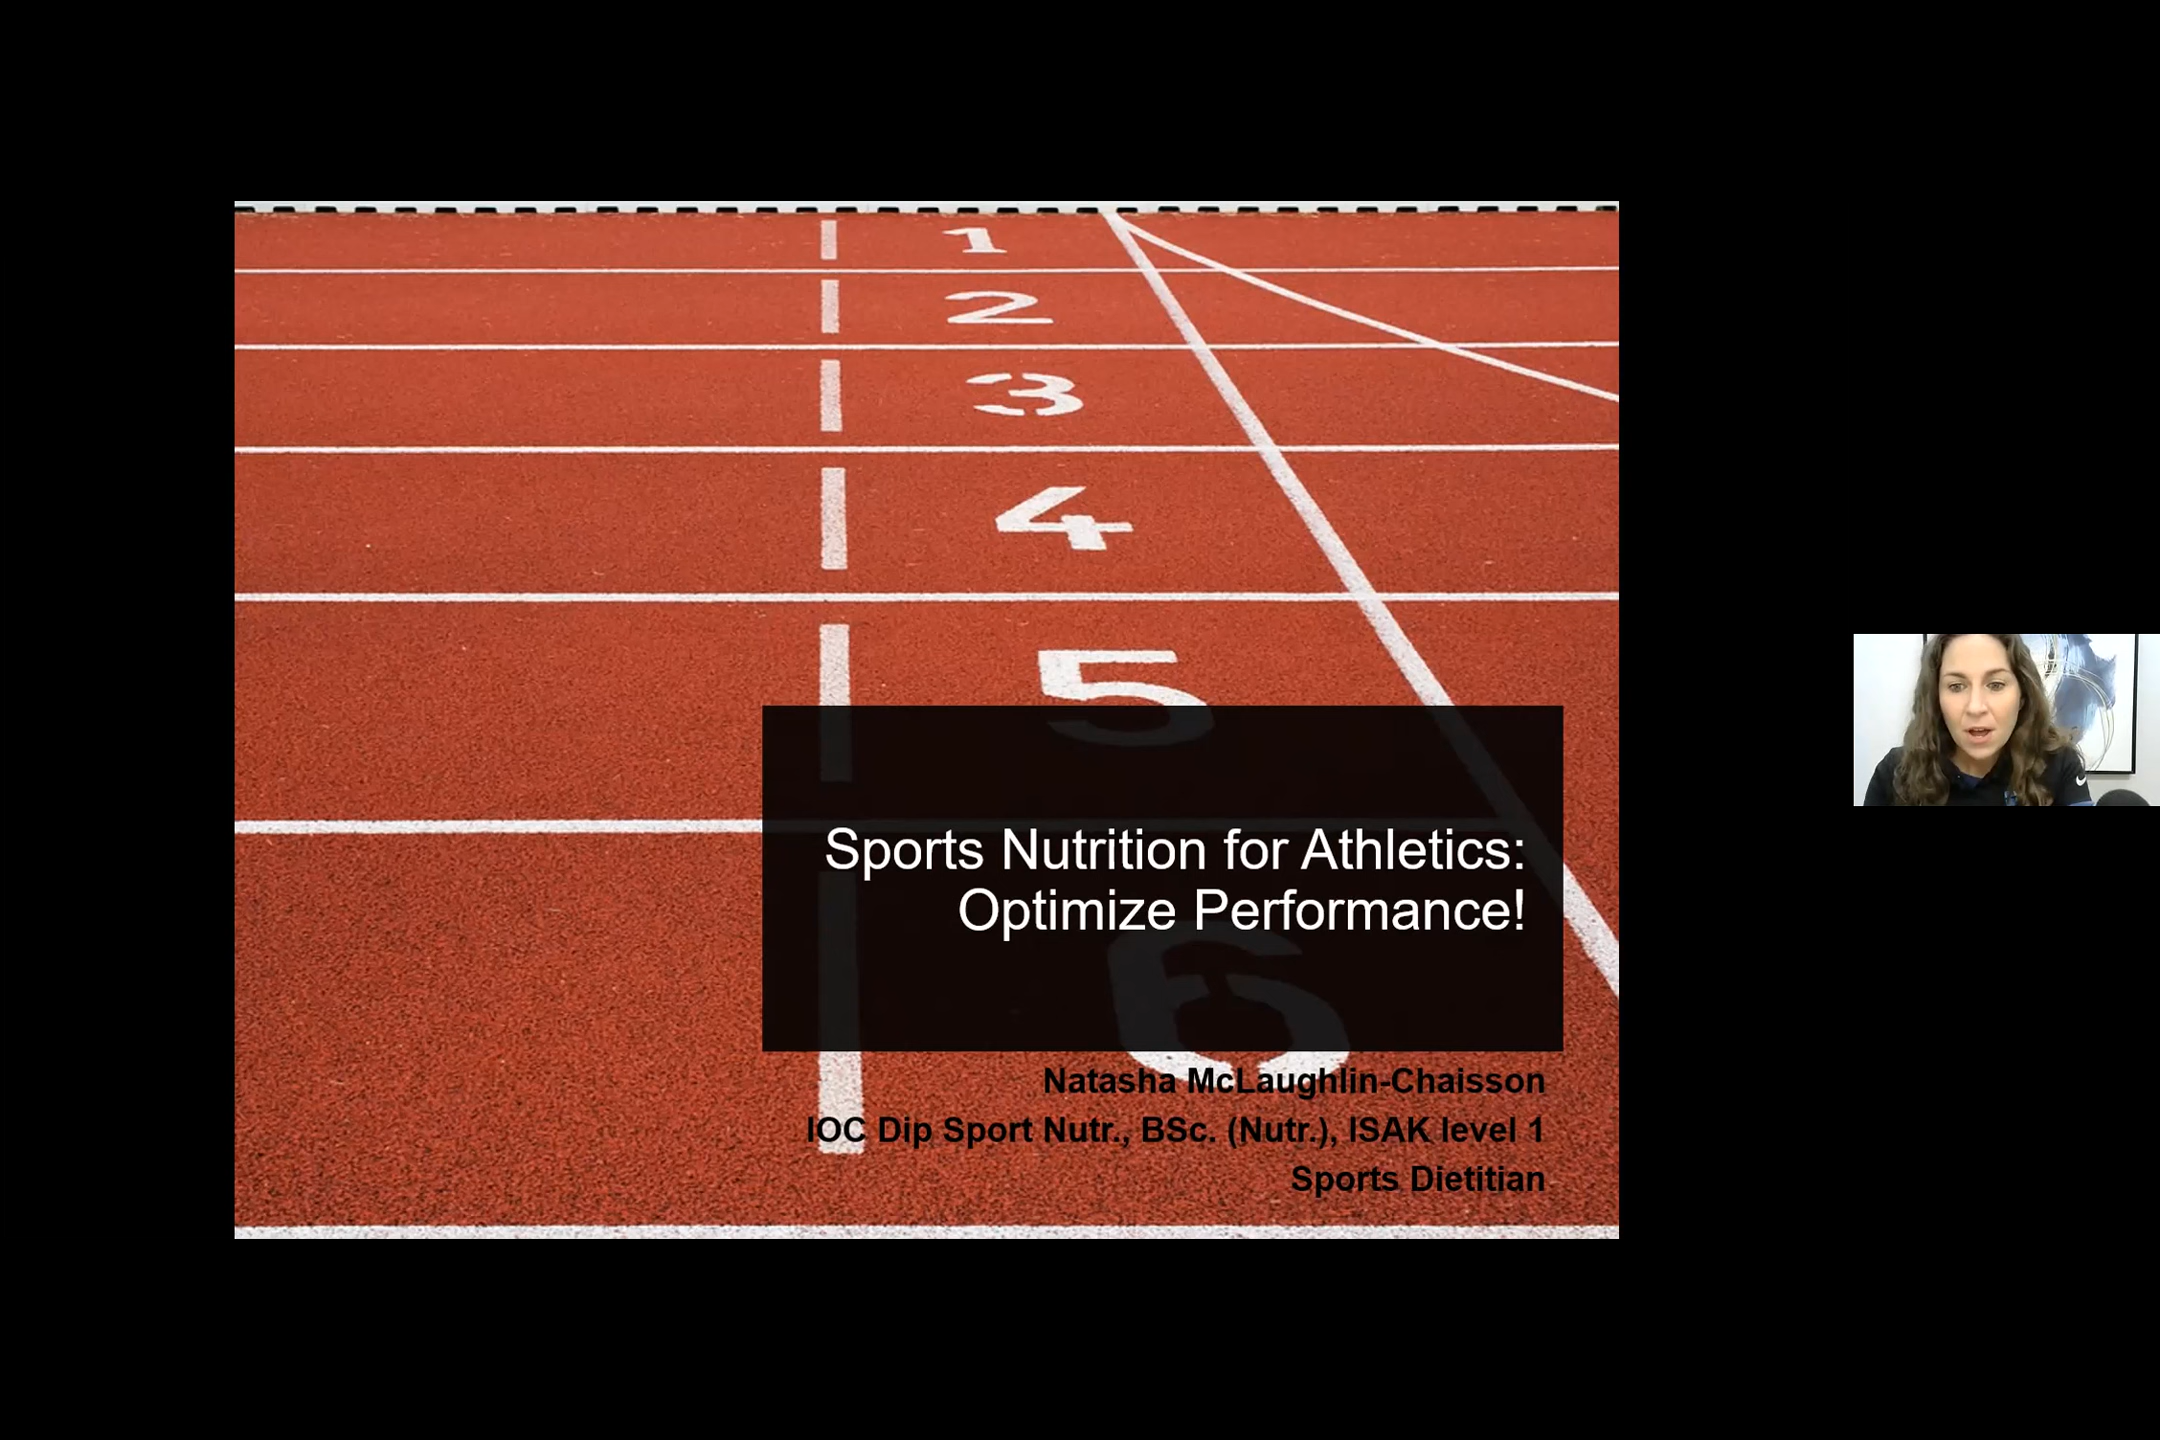 1
2
3
4
5
6
Sports Nutrition for Athletics:
Optimize Performance!
Natasha McLaughlin-Chaisson
IOC Dip Sport Nutr., BSc. (Nutr.), ISAK level 1
Sports Dietitian